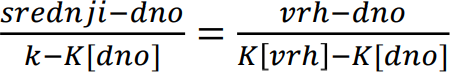 srednji−dno / k−K[dno] = vrh−dno / K[vrh]−K[dno]